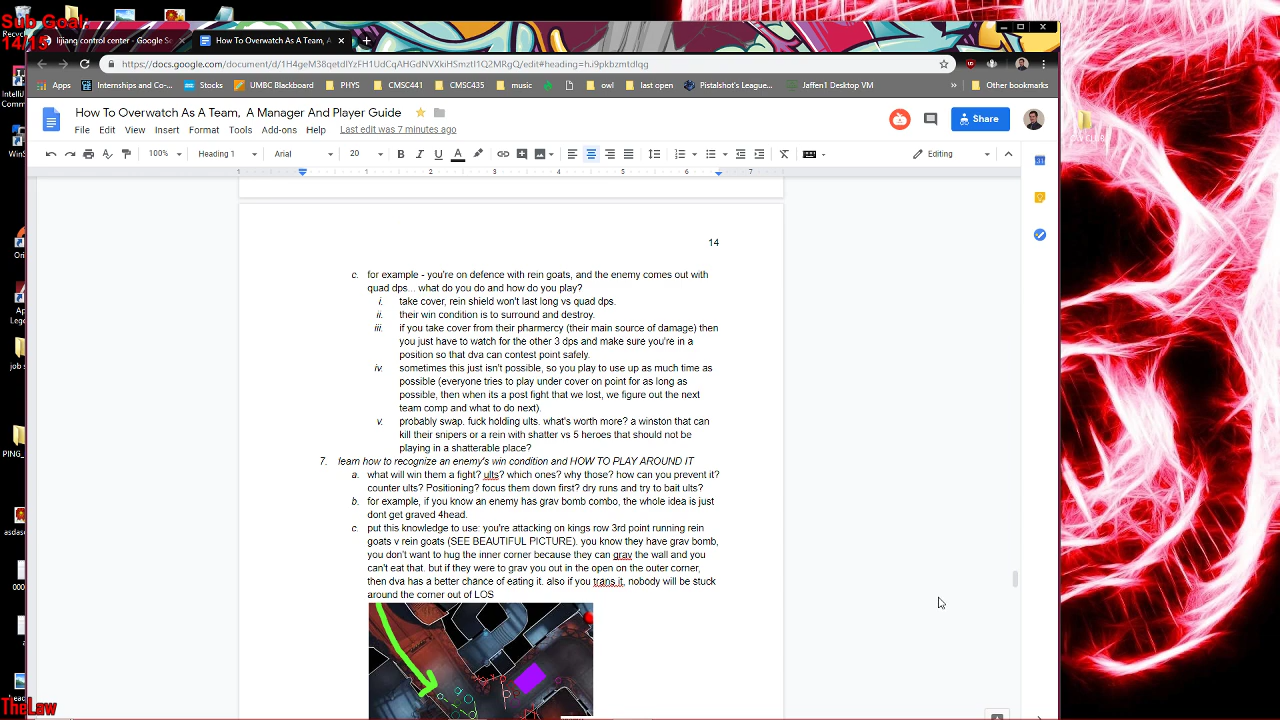 Sub Goal:
14/15
lijiang control center - Google Se
How To Overwatch As A Team, A
https://docs.google.com/document/d/1H4geM38qetdIYzFH1UdCqAHGdNVXkiHSmztI1Q2MRgQ/edit#heading=hj9pkbzmtdlqg
Apps
Internships and Co-...
Stocks
UMBC Blackboard
PHYS
CMSC441
CMSC435
music
owl
last open
Pistalshot's League...
Jaffen1 Desktop VM
»
Other bookmarks
How To Overwatch As A Team, A Manager And Player Guide
File Edit View Insert Format Tools Add-ons Help Last edit was 7 minutes ago
Share
100% Heading 1 Arial 20 B I U A Editing
1 1 2 3 4 5 6 7
14
c. for example - you're on defence with rein goats, and the enemy comes out with
quad dps... what do you do and how do you play?
i. take cover, rein shield won't last long vs quad dps.
ii. their win condition is to surround and destroy.
iii. if you take cover from their pharmercy (their main source of damage) then
you just have to watch for the other 3 dps and make sure you're in a
position so that dva can contest point safely.
iv. sometimes this just isn't possible, so you play to use up as much time as
possible (everyone tries to play under cover on point for as long as
possible, then when its a post fight that we lost, we figure out the next
team comp and what to do next).
v. probably swap. fuck holding ults. what's worth more? a winston that can
kill their snipers or a rein with shatter vs 5 heroes that should not be
playing in a shatterable place?
7. learn how to recognize an enemy's win condition and HOW TO PLAY AROUND IT
a. what will win them a fight? ults? which ones? why those? how can you prevent it?
counter ults? Positioning? focus them down first? dry runs and try to bait ults?
b. for example, if you know an enemy has grav bomb combo, the whole idea is just
dont get graved 4head.
c. put this knowledge to use: you're attacking on kings row 3rd point running rein
goats v rein goats (SEE BEAUTIFUL PICTURE). you know they have grav bomb,
you don't want to hug the inner corner because they can grav the wall and you
can't eat that. but if they were to grav you out in the open on the outer corner,
then dva has a better chance of eating it. also if you trans it, nobody will be stuck
around the corner out of LOS
TheLaw